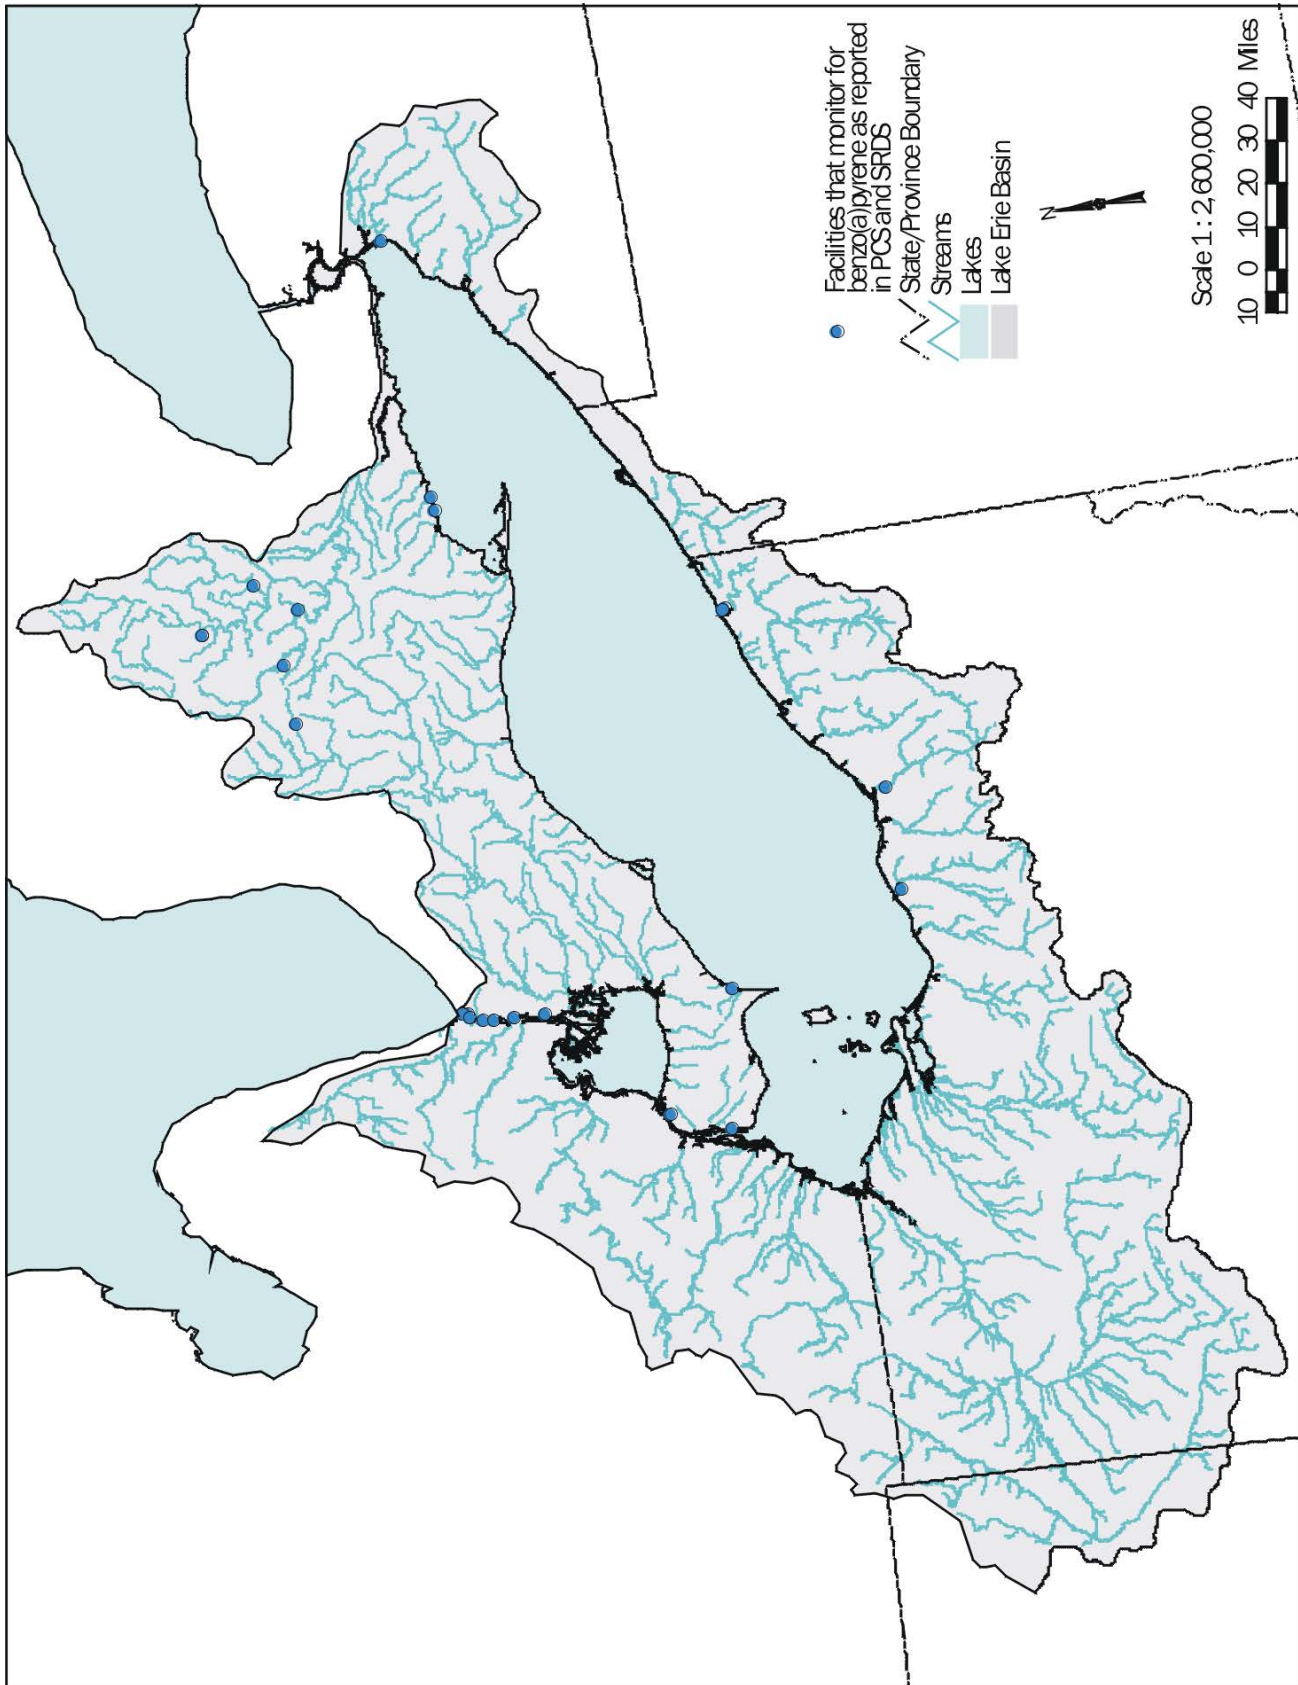 Facilities that monitor for
benzo(a)pyrene as reported
in PCS and SRDS
State/Province Boundary
Streams
Lakes
Lake Erie Basin
N
Scale 1 : 2,600,000
10 0 10 20 30 40 Miles